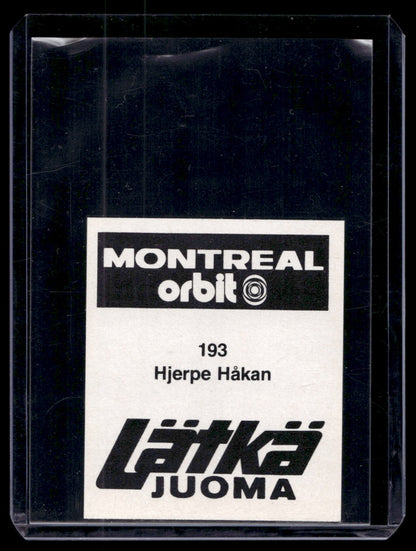 MONTREAL
orbit
193
Hjerpe Håkan
Lätkä
JUOMA